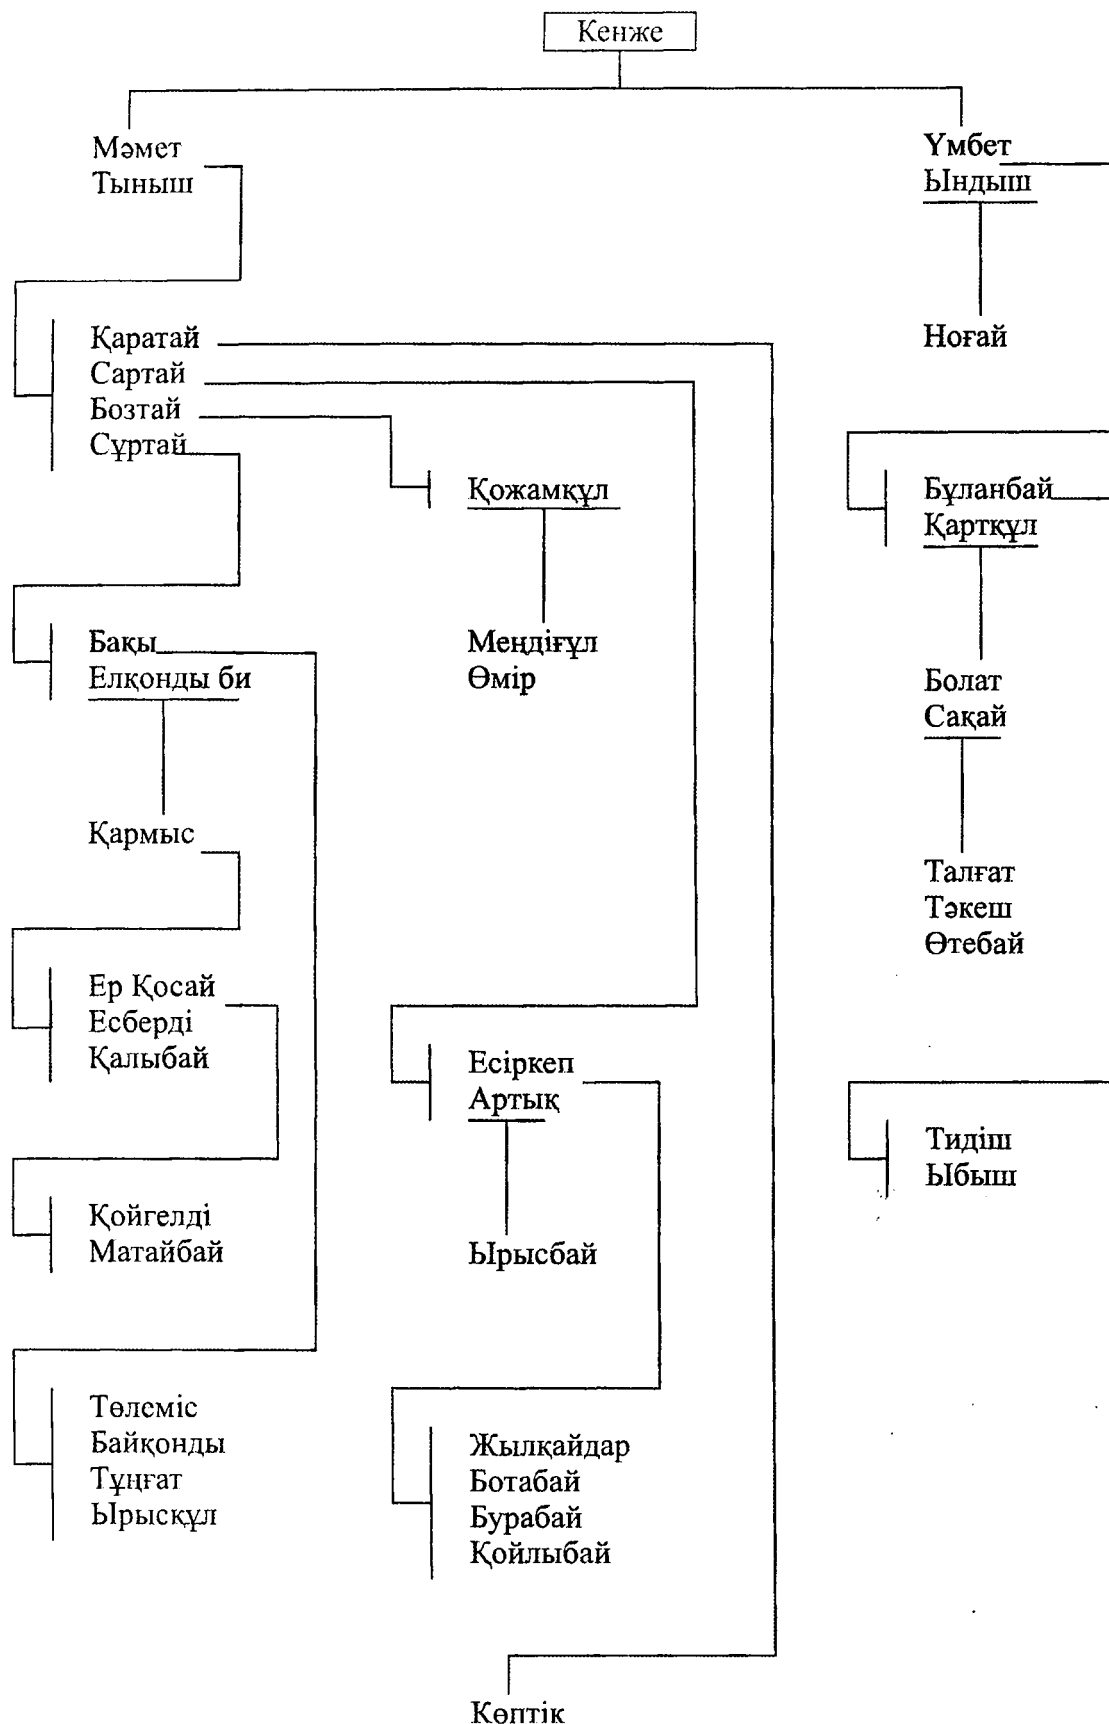 Кенже
Мәмет
Тыныш
Үмбет
Ындыш
Қаратай
Сартай
Бозтай
Сұртай
Ноғай
Қожамқұл
Бұланбай
Қартқұл
Бақы
Елқонды би
Меңдіғұл
Өмір
Болат
Сақай
Қармыс
Талғат
Тәкеш
Өтебай
Ер Қосай
Есберді
Қалыбай
Есіркеп
Артық
Тидіш
Ыбыш
Қойгелді
Матайбай
Ырысбай
Төлеміс
Байқонды
Тұңғат
Ырысқұл
Жылқайдар
Ботабай
Бурабай
Қойлыбай
Көптік